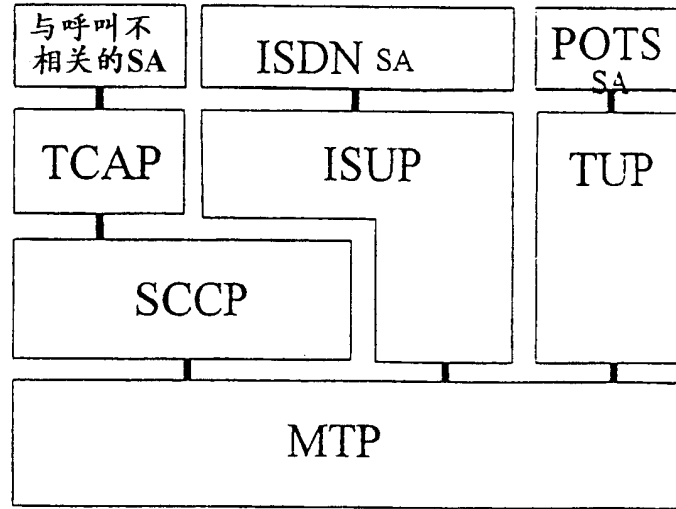 与呼叫不
相关的SA
ISDN SA
POTS
SA
TCAP
ISUP
TUP
SCCP
MTP